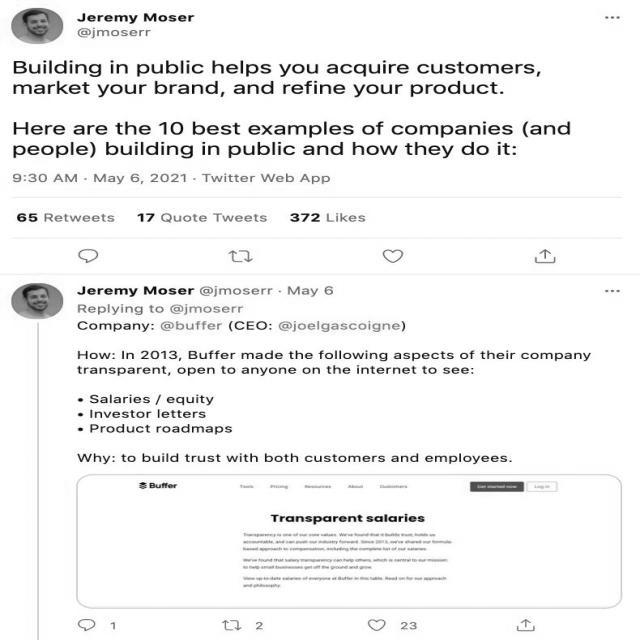 Jeremy Moser
@jmoserr
Building in public helps you acquire customers,
market your brand, and refine your product.
Here are the 10 best examples of companies (and
people) building in public and how they do it:
9:30 AM · May 6, 2021 · Twitter Web App
65 Retweets 17 Quote Tweets 372 Likes
Jeremy Moser @jmoserr · May 6
Replying to @jmoserr
Company: @buffer (CEO: @joelgascoigne)
How: In 2013, Buffer made the following aspects of their company
transparent, open to anyone on the internet to see:
• Salaries / equity
• Investor letters
• Product roadmaps
Why: to build trust with both customers and employees.
Buffer Tools Pricing Resources About Customers Get started now Log in
Transparent salaries
Transparency is one of our core values. We've found that it builds trust, holds us
accountable, and can push our industry forward. Since 2013, we've shared our formula-
based approach to compensation, including the complete list of our salaries.
We've found that salary transparency can help others, which is central to our mission:
to help small businesses get off the ground and grow.
View up-to-date salaries of everyone at Buffer in this table. Read on for our approach
and philosophy.
1 2 23